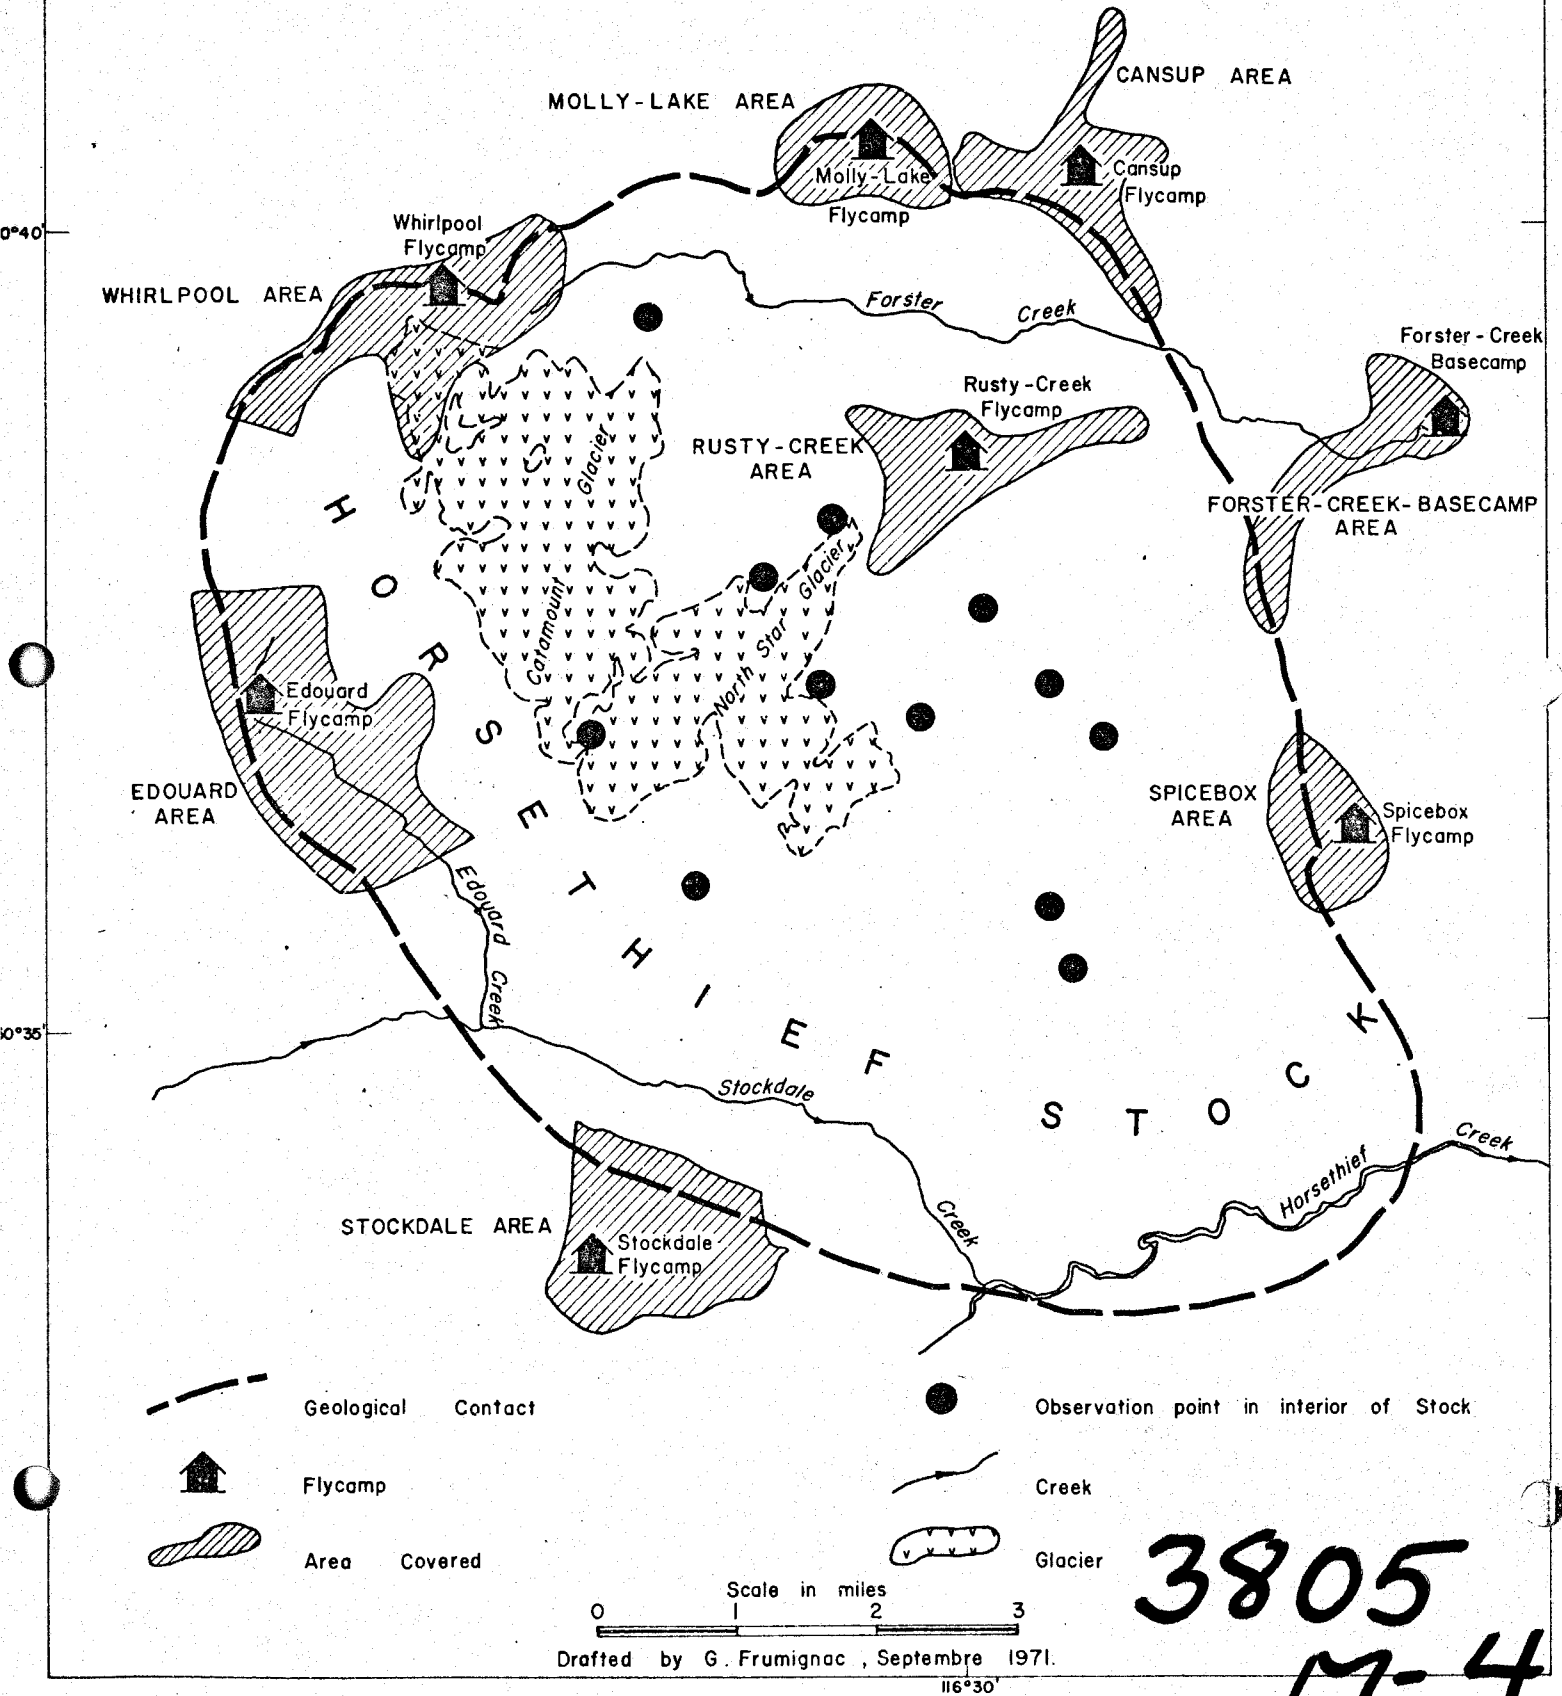 CANSUP AREA
MOLLY-LAKE AREA
Molly-Lake
Flycamp
Cansup
Flycamp
Whirlpool
Flycamp
0°40'
WHIRLPOOL AREA
Forster Creek
Forster-Creek
Basecamp
Rusty-Creek
Flycamp
RUSTY-CREEK
AREA
FORSTER-CREEK-BASECAMP
AREA
Catamount Glacier
North Star Glacier
HORSETHIEF STOCK
Edouard
Flycamp
EDOUARD
AREA
SPICEBOX
AREA
Spicebox
Flycamp
Edouard Creek
50°35'
Stockdale Creek
Horsethief Creek
STOCKDALE AREA
Stockdale
Flycamp
Geological Contact
Observation point in interior of Stock
Flycamp
Creek
Area Covered
Glacier
3805
M-4
Scale in miles
0 1 2 3
Drafted by G. Frumignac, Septembre 1971.
116°30'